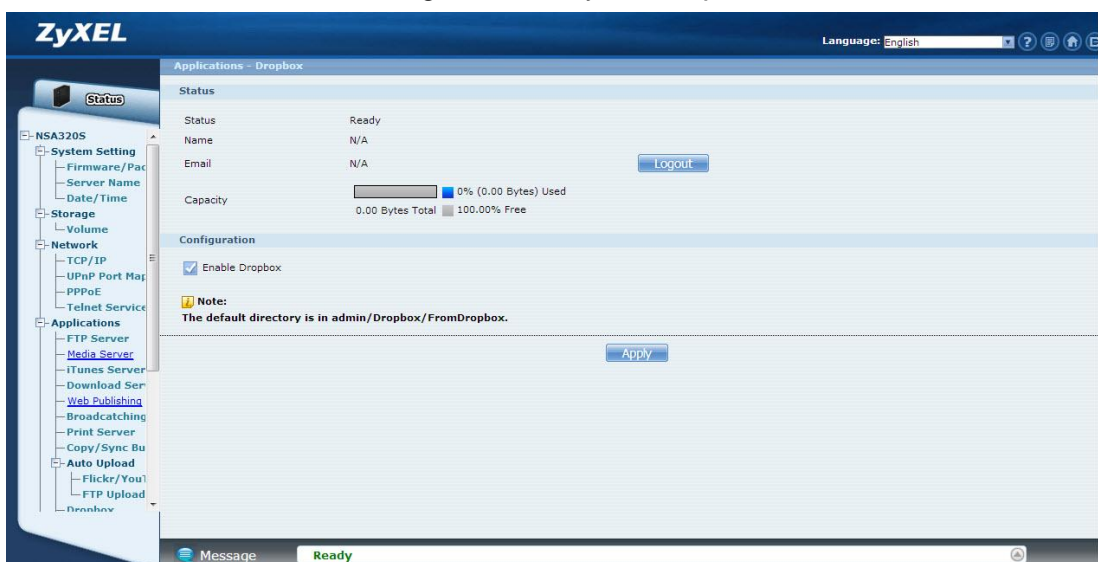 ZyXEL
Language: English
Applications - Dropbox
Status
Status
Status Ready
Name N/A
Email N/A
Logout
Capacity
0% (0.00 Bytes) Used
0.00 Bytes Total 100.00% Free
Configuration
Enable Dropbox
Note:
The default directory is in admin/Dropbox/FromDropbox.
Apply
NSA320S
System Setting
Firmware/Pac
Server Name
Date/Time
Storage
Volume
Network
TCP/IP
UPnP Port Map
PPPoE
Telnet Service
Applications
FTP Server
Media Server
iTunes Server
Download Ser
Web Publishing
Broadcatching
Print Server
Copy/Sync Bu
Auto Upload
Flickr/YouT
FTP Upload
Dropbox
Message Ready